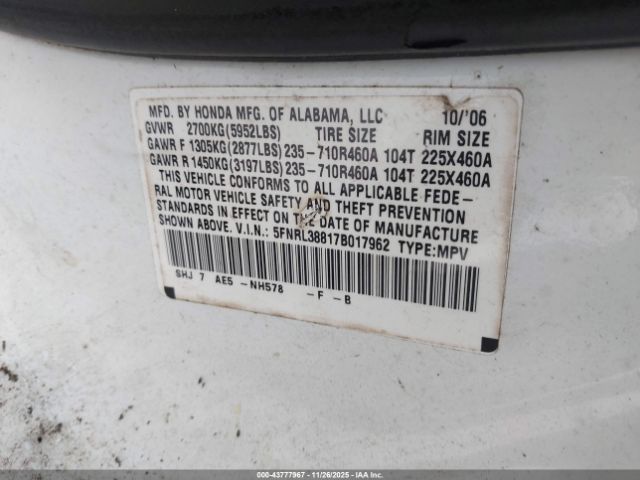 MFD. BY HONDA MFG. OF ALABAMA, LLC 10/'06
GVWR 2700KG(5952LBS) TIRE SIZE RIM SIZE
GAWR F 1305KG(2877LBS) 235-710R460A 104T 225X460A
GAWR R 1450KG(3197LBS) 235-710R460A 104T 225X460A
THIS VEHICLE CONFORMS TO ALL APPLICABLE FEDE-
RAL MOTOR VEHICLE SAFETY AND THEFT PREVENTION
STANDARDS IN EFFECT ON THE DATE OF MANUFACTURE
SHOWN ABOVE. V.I.N.: 5FNRL38817B017962 TYPE:MPV
SHJ 7 AE5 -NH578 -F -B
000-43777967 | 11/26/2025 | IAA Inc.